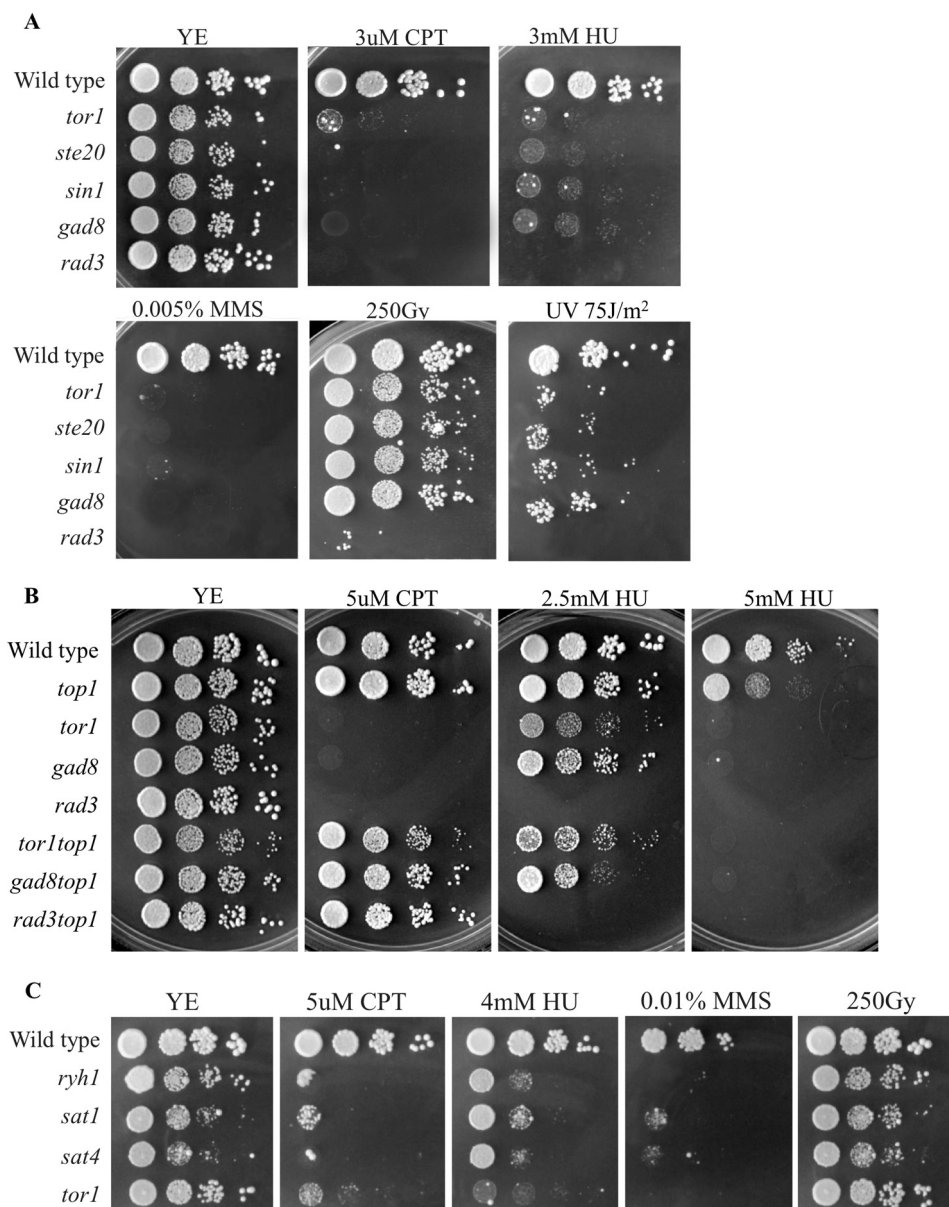 A
YE 3uM CPT 3mM HU
Wild type
tor1
ste20
sin1
gad8
rad3
0.005% MMS 250Gy UV 75J/m²
Wild type
tor1
ste20
sin1
gad8
rad3
B
YE 5uM CPT 2.5mM HU 5mM HU
Wild type
top1
tor1
gad8
rad3
tor1top1
gad8top1
rad3top1
C
YE 5uM CPT 4mM HU 0.01% MMS 250Gy
Wild type
ryh1
sat1
sat4
tor1